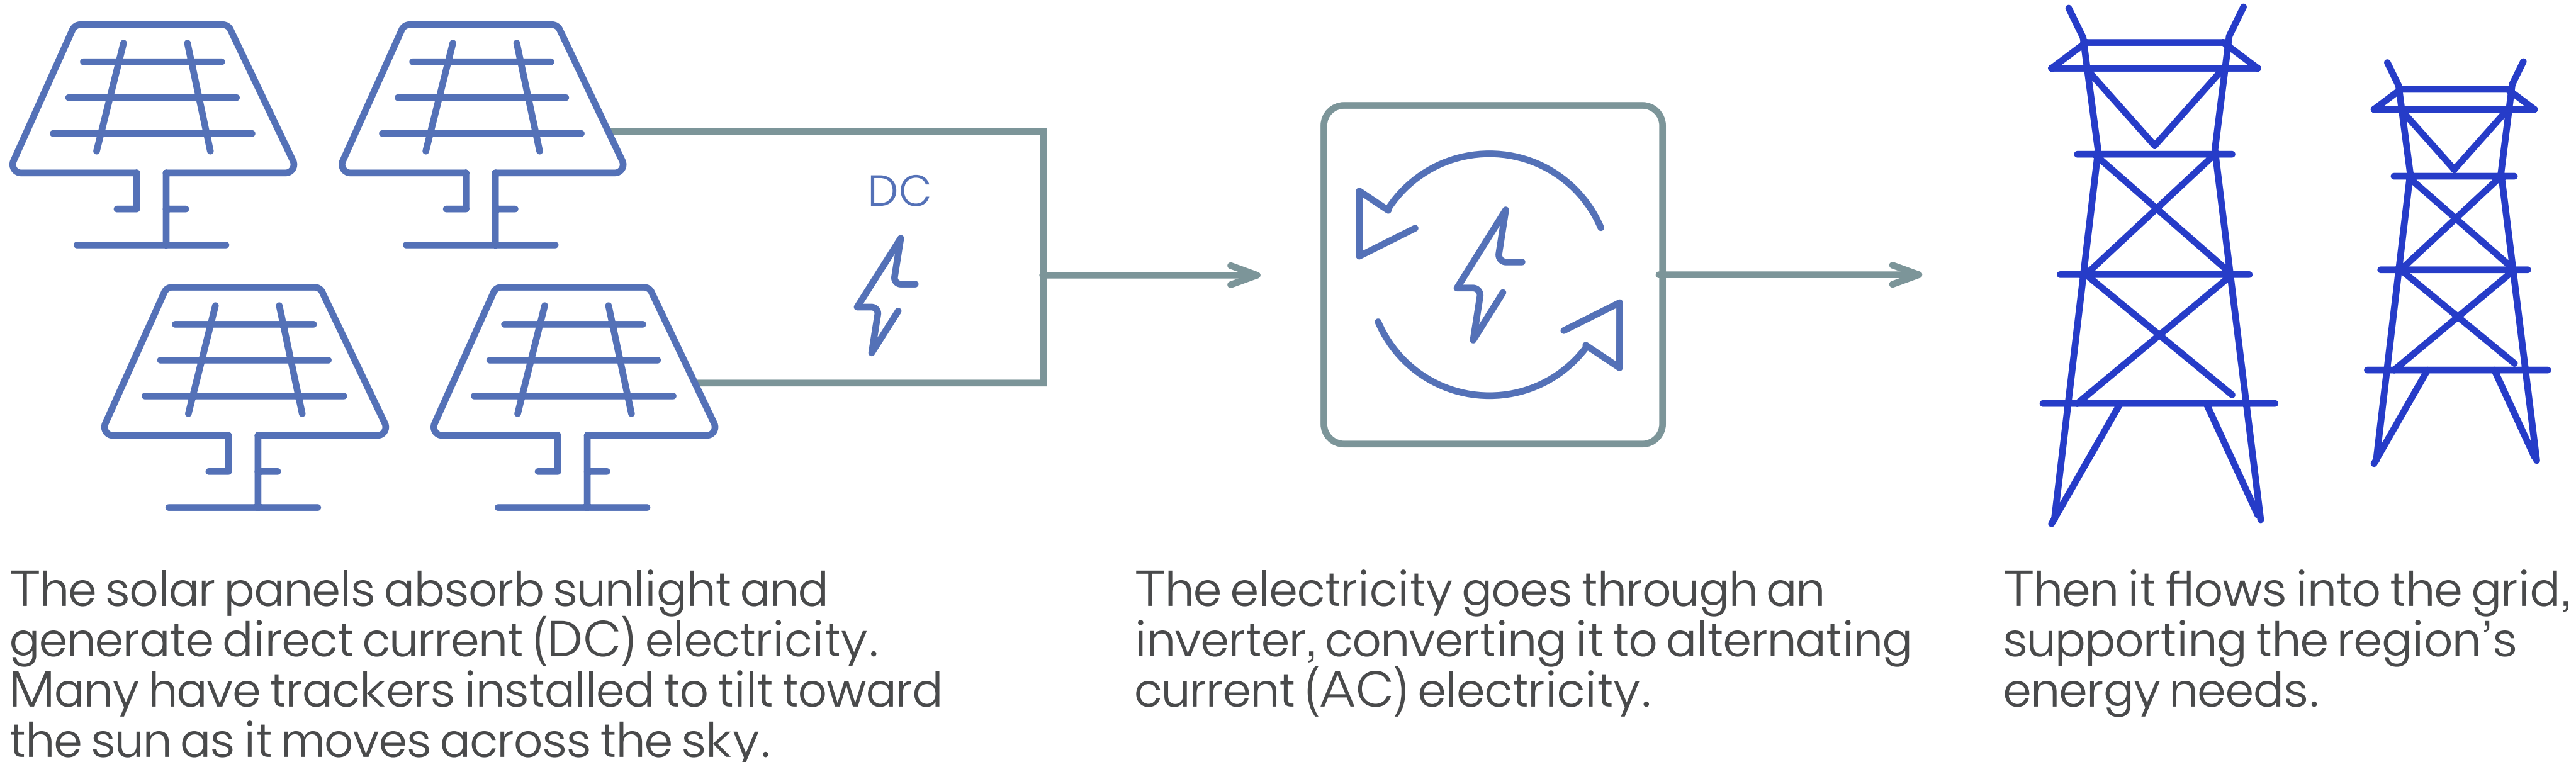 DC
The solar panels absorb sunlight and
generate direct current (DC) electricity.
Many have trackers installed to tilt toward
the sun as it moves across the sky.
The electricity goes through an
inverter, converting it to alternating
current (AC) electricity.
Then it flows into the grid,
supporting the region’s
energy needs.